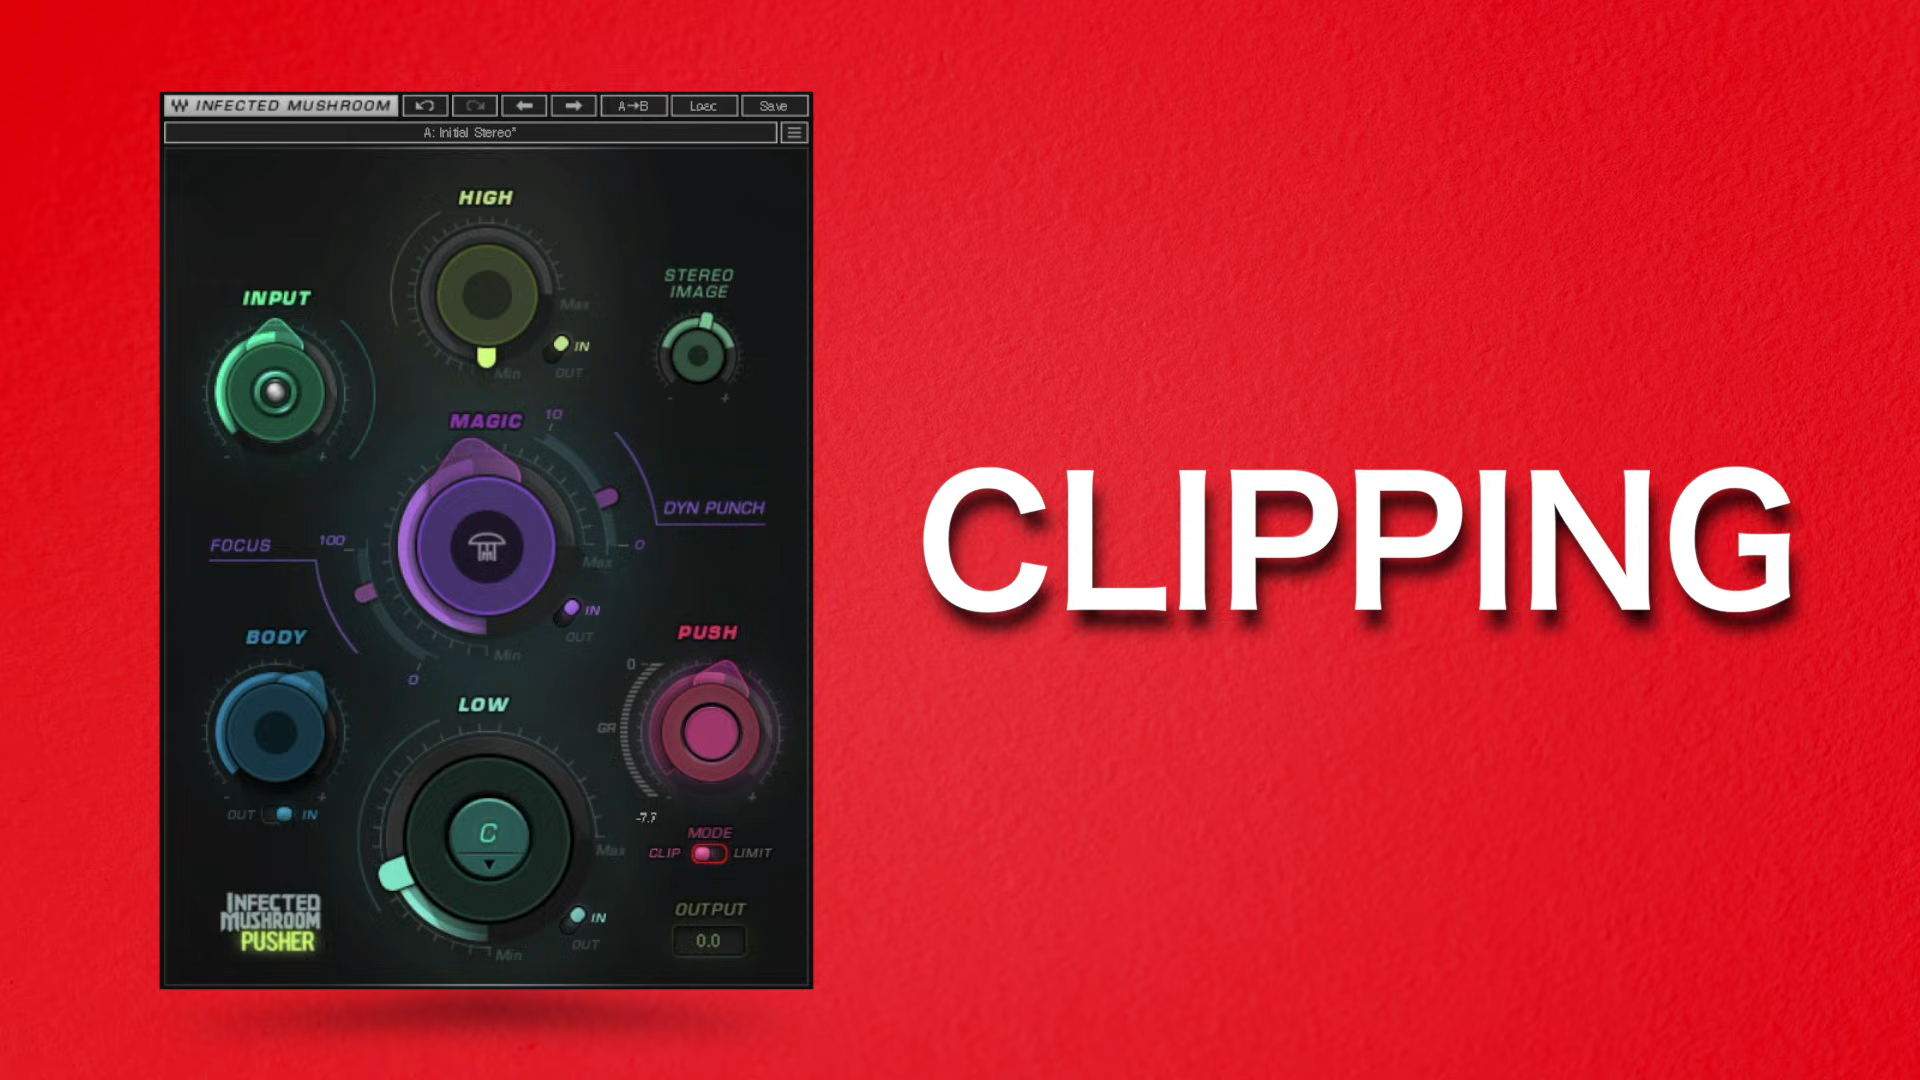 INFECTED MUSHROOM
A→B
Load
Save
A: Initial Stereo*
HIGH
Max
IN
Min
OUT
STEREO
IMAGE
- +
INPUT
- +
MAGIC
10
DYN PUNCH
0
Max
FOCUS
100
IN
OUT
Min
0
BODY
- +
OUT IN
PUSH
0
GR
- +
-7.7
MODE
CLIP LIMIT
LOW
C
Max
IN
OUT
Min
OUTPUT
0.0
INFECTED
MUSHROOM
PUSHER
CLIPPING